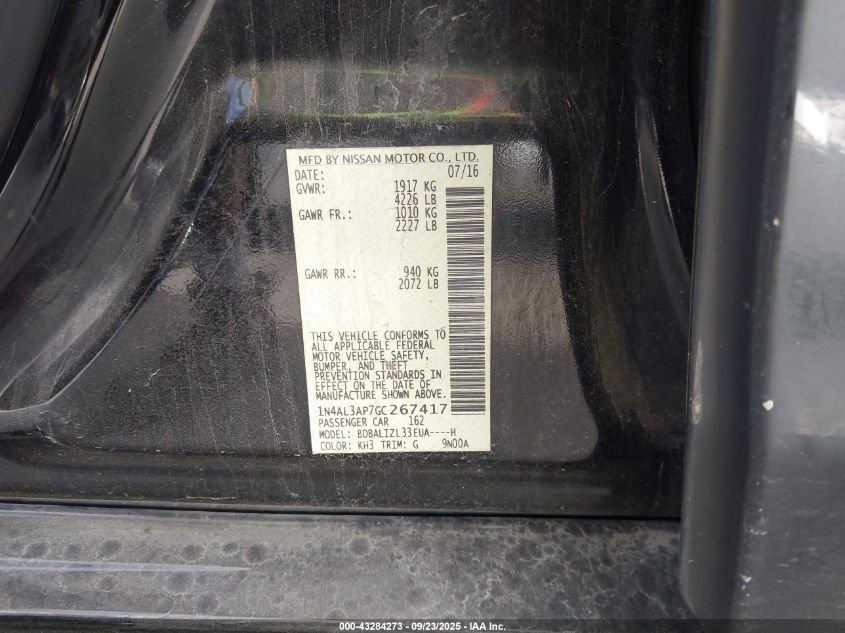 MFD BY NISSAN MOTOR CO., LTD.
DATE: 07/16
GVWR: 1917 KG
4226 LB
GAWR FR.: 1010 KG
2227 LB
GAWR RR.: 940 KG
2072 LB
THIS VEHICLE CONFORMS TO
ALL APPLICABLE FEDERAL
MOTOR VEHICLE SAFETY,
BUMPER, AND THEFT
PREVENTION STANDARDS IN
EFFECT ON THE DATE OF
MANUFACTURE SHOWN ABOVE.
1N4AL3AP7GC267417
PASSENGER CAR 162
MODEL: BDBALIZL33EUA----H
COLOR: KH3 TRIM: G 9N00A
000-43284273 - 09/23/2025 - IAA Inc.